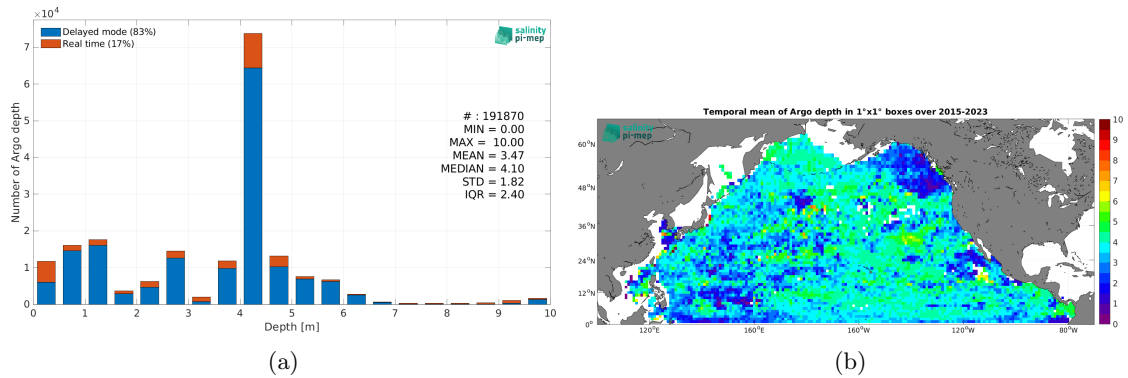 ×10⁴
Delayed mode (83%)
Real time (17%)
salinity
pi-mep
7
6
5
4
3
2
1
0
Number of Argo depth
# : 191870
MIN = 0.00
MAX = 10.00
MEAN = 3.47
MEDIAN = 4.10
STD = 1.82
IQR = 2.40
0 1 2 3 4 5 6 7 8 9 10
Depth [m]
(a)
Temporal mean of Argo depth in 1°x1° boxes over 2015-2023
salinity
pi-mep
60°N
48°N
36°N
24°N
12°N
0°
120°E 160°E 160°W 120°W 80°W
10
9
8
7
6
5
4
3
2
1
0
(b)